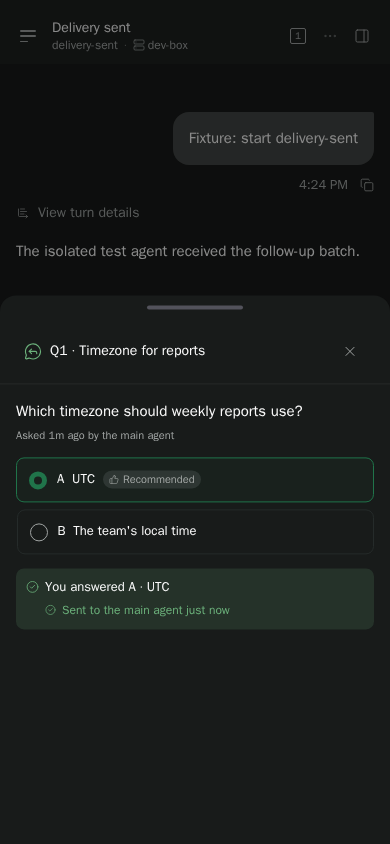 Delivery sent
delivery-sent · dev-box
1
Fixture: start delivery-sent
4:24 PM
View turn details
The isolated test agent received the follow-up batch.
Q1 · Timezone for reports
Which timezone should weekly reports use?
Asked 1m ago by the main agent
A UTC Recommended
B The team's local time
You answered A · UTC
Sent to the main agent just now